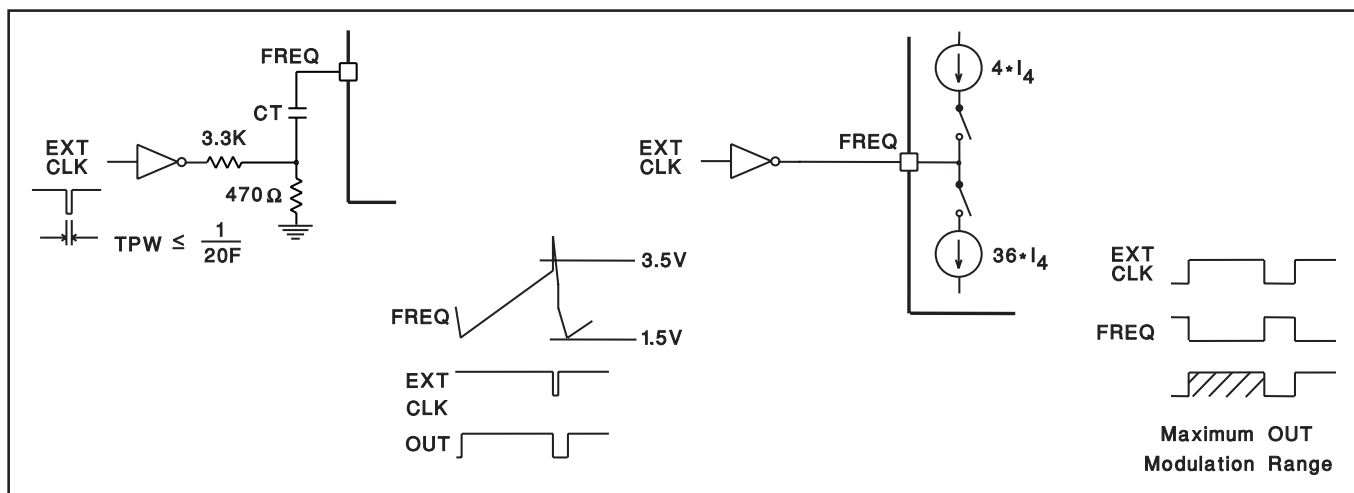 FREQ
CT
3.3K
EXT
CLK
470 Ω
TPW ≤ 1/20F
3.5V
FREQ
1.5V
EXT
CLK
OUT
4*I4
FREQ
EXT
CLK
36*I4
EXT
CLK
FREQ
Maximum OUT
Modulation Range